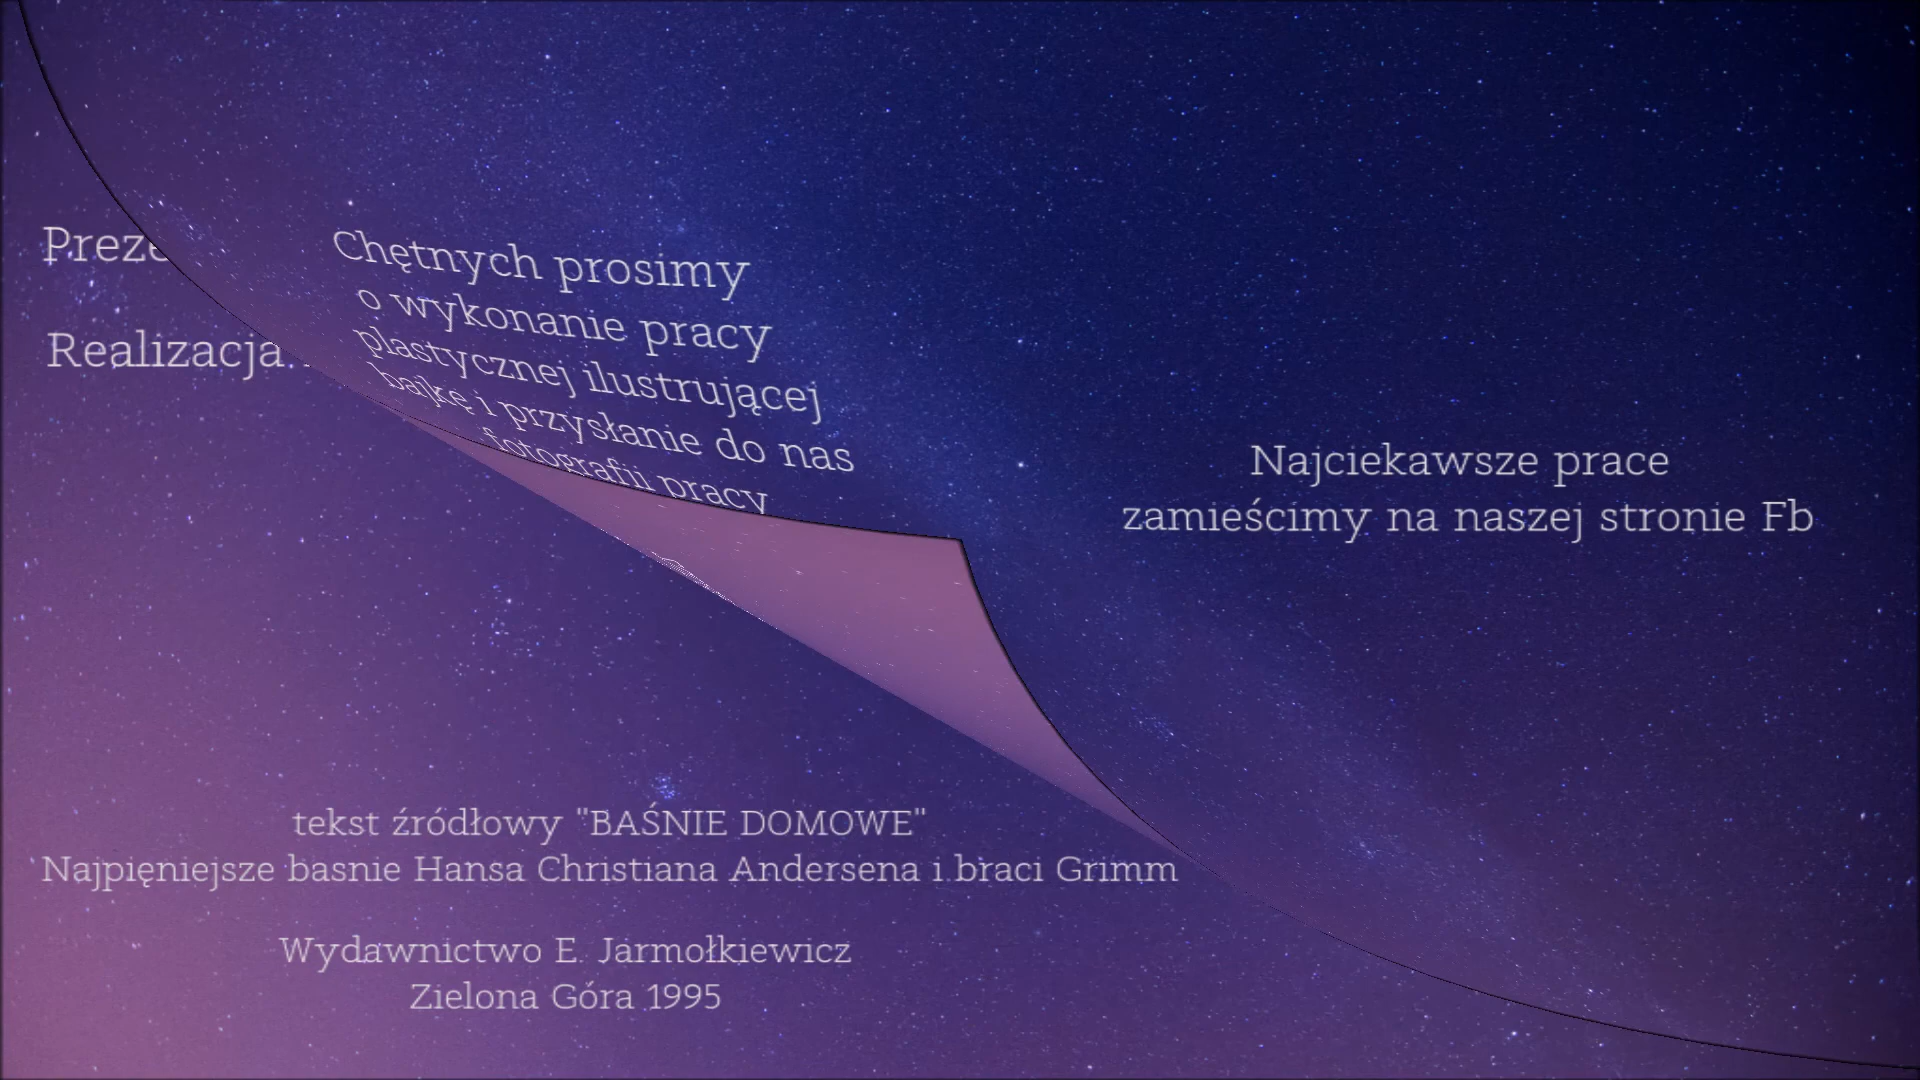 Realizacja
Chętnych prosimy
o wykonanie pracy
plastycznej ilustrującej
bajkę i przysłanie do nas
fotografii pracy
Najciekawsze prace
zamieścimy na naszej stronie Fb
tekst źródłowy "BAŚNIE DOMOWE"
Najpięniejsze basnie Hansa Christiana Andersena i braci Grimm
Wydawnictwo E. Jarmołkiewicz
Zielona Góra 1995